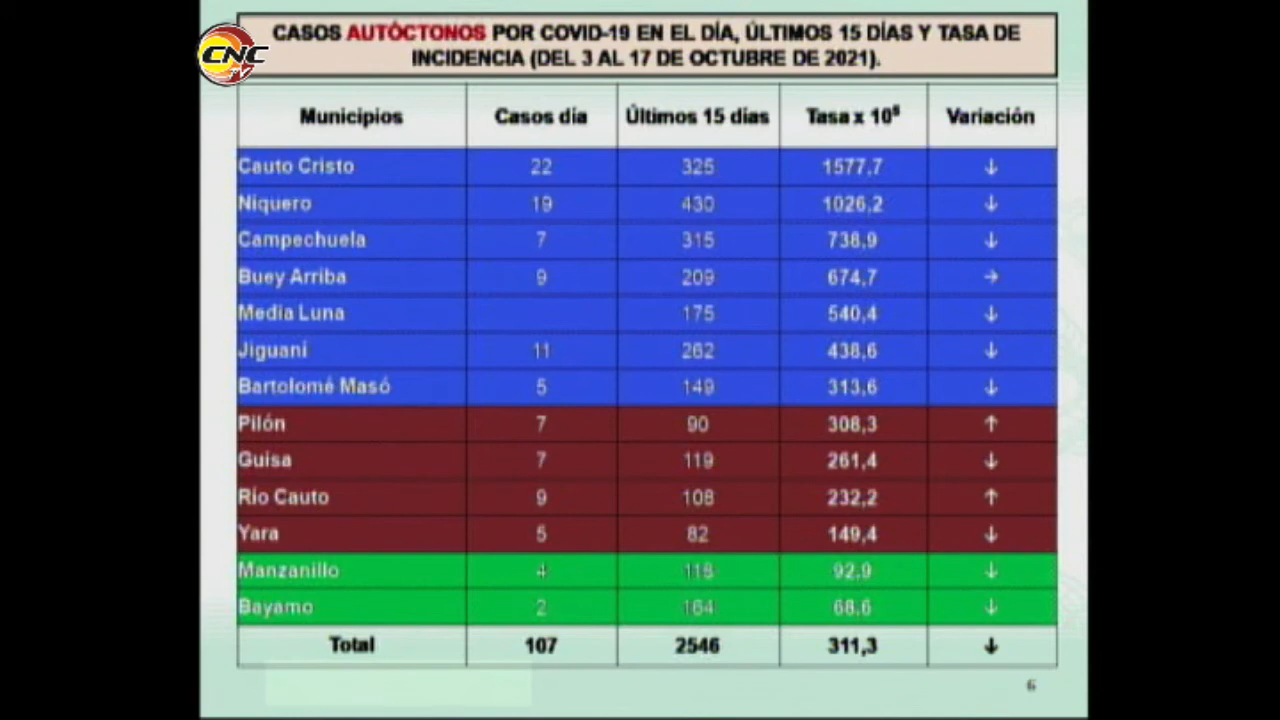 CNC
TV
CASOS AUTÓCTONOS POR COVID-19 EN EL DÍA, ÚLTIMOS 15 DÍAS Y TASA DE
INCIDENCIA (DEL 3 AL 17 DE OCTUBRE DE 2021).
Municipios Casos día Últimos 15 días Tasa x 10⁵ Variación
Cauto Cristo 22 325 1577,7 ↓
Niquero 19 430 1026,2 ↓
Campechuela 7 315 738,9 ↓
Buey Arriba 9 209 674,7 →
Media Luna 175 540,4 ↓
Jiguaní 11 262 438,6 ↓
Bartolomé Masó 5 149 313,6 ↓
Pilón 7 90 308,3 ↑
Guisa 7 119 261,4 ↓
Río Cauto 9 108 232,2 ↑
Yara 5 82 149,4 ↓
Manzanillo 4 118 92,9 ↓
Bayamo 2 164 68,6 ↓
Total 107 2546 311,3 ↓
6